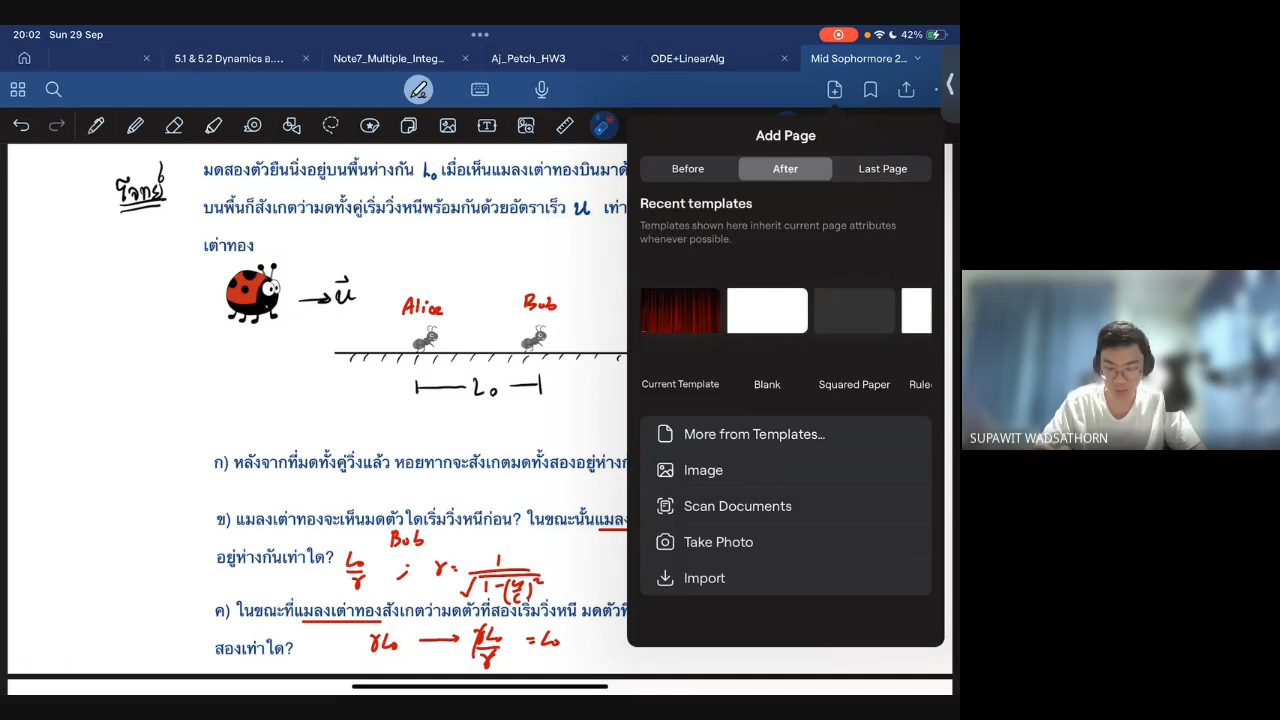 20:02 Sun 29 Sep
42%
5.1 & 5.2 Dynamics a....
Note7_Multiple_Integ...
Aj_Petch_HW3
ODE+LinearAlg
Mid Sophormore 2...
โจทย์
มดสองตัวยืนนิ่งอยู่บนพื้นห่างกัน L₀ เมื่อเห็นแมลงเต่าทองบินมาด้
บนพื้นก็สังเกตว่ามดทั้งคู่เริ่มวิ่งหนีพร้อมกันด้วยอัตราเร็ว u เท่า
เต่าทอง
u
Alice
Bob
L₀
ก) หลังจากที่มดทั้งคู่วิ่งแล้ว หอยทากจะสังเกตมดทั้งสองอยู่ห่างก
ข) แมลงเต่าทองจะเห็นมดตัวใดเริ่มวิ่งหนีก่อน? ในขณะนั้นแมล
Bob
อยู่ห่างกันเท่าใด? L₀/γ ; γ = 1/√(1-(u/c)²)
ค) ในขณะที่แมลงเต่าทองสังเกตว่ามดตัวที่สองเริ่มวิ่งหนี มดตัวที
สองเท่าใด? γL₀ → γL₀/γ = L₀
Add Page
Before
After
Last Page
Recent templates
Templates shown here inherit current page attributes
whenever possible.
Current Template
Blank
Squared Paper
Rule
More from Templates...
Image
Scan Documents
Take Photo
Import
SUPAWIT WADSATHORN